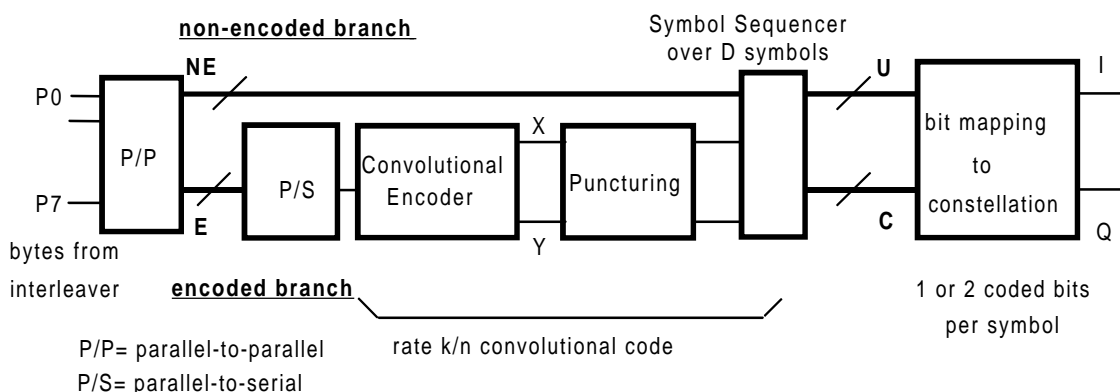 non-encoded branch
Symbol Sequencer
over D symbols
NE
U
I
P0
X
bit mapping
to
constellation
P/P
P/S
Convolutional
Encoder
Puncturing
P7
E
Y
C
Q
bytes from
interleaver
encoded branch
1 or 2 coded bits
per symbol
P/P= parallel-to-parallel
rate k/n convolutional code
P/S= parallel-to-serial